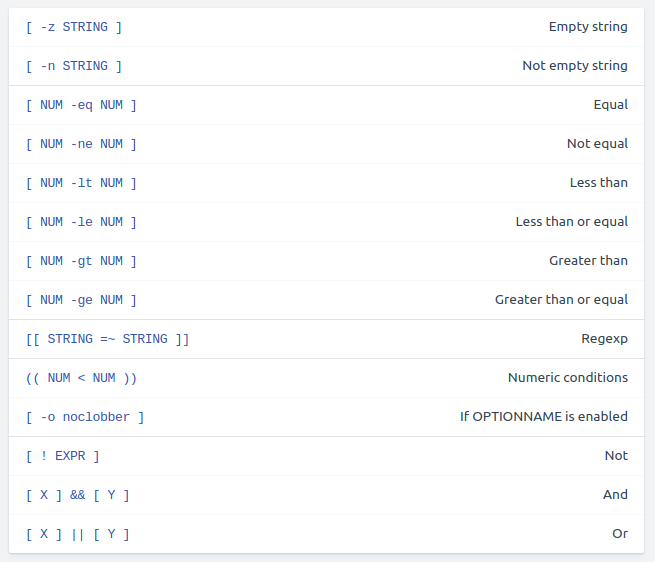 [ -z STRING ] Empty string
[ -n STRING ] Not empty string
[ NUM -eq NUM ] Equal
[ NUM -ne NUM ] Not equal
[ NUM -lt NUM ] Less than
[ NUM -le NUM ] Less than or equal
[ NUM -gt NUM ] Greater than
[ NUM -ge NUM ] Greater than or equal
[[ STRING =~ STRING ]] Regexp
(( NUM < NUM )) Numeric conditions
[ -o noclobber ] If OPTIONNAME is enabled
[ ! EXPR ] Not
[ X ] && [ Y ] And
[ X ] || [ Y ] Or